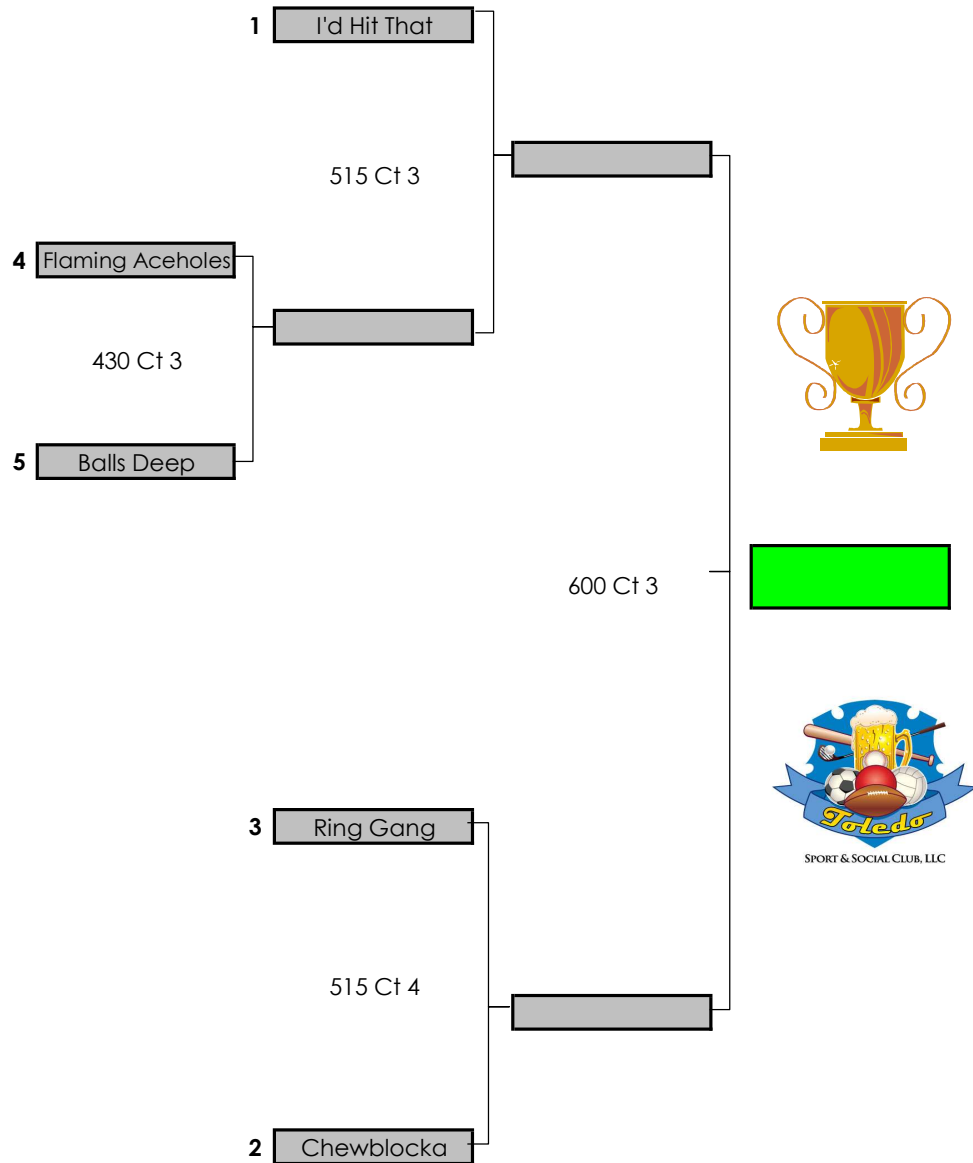 1 I'd Hit That
515 Ct 3
4 Flaming Aceholes
430 Ct 3
5 Balls Deep
600 Ct 3
Toledo
SPORT & SOCIAL CLUB, LLC
3 Ring Gang
515 Ct 4
2 Chewblocka